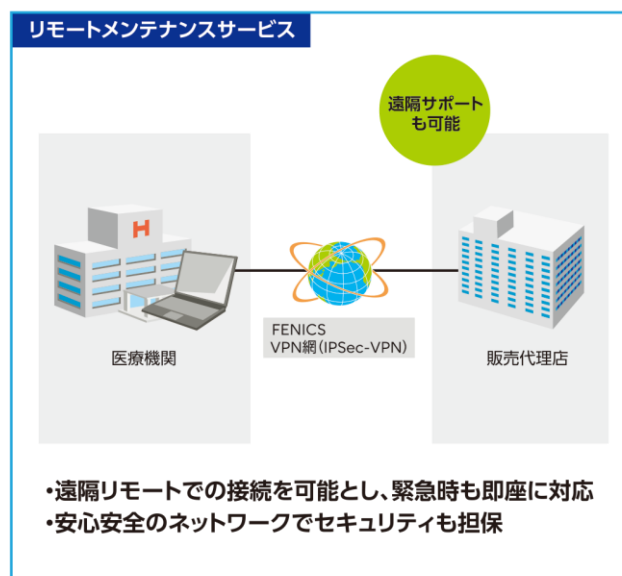 リモートメンテナンスサービス
遠隔サポート
も可能
H
医療機関
FENICS
VPN網(IPSec-VPN)
販売代理店
・遠隔リモートでの接続を可能とし、緊急時も即座に対応
・安心安全のネットワークでセキュリティも担保